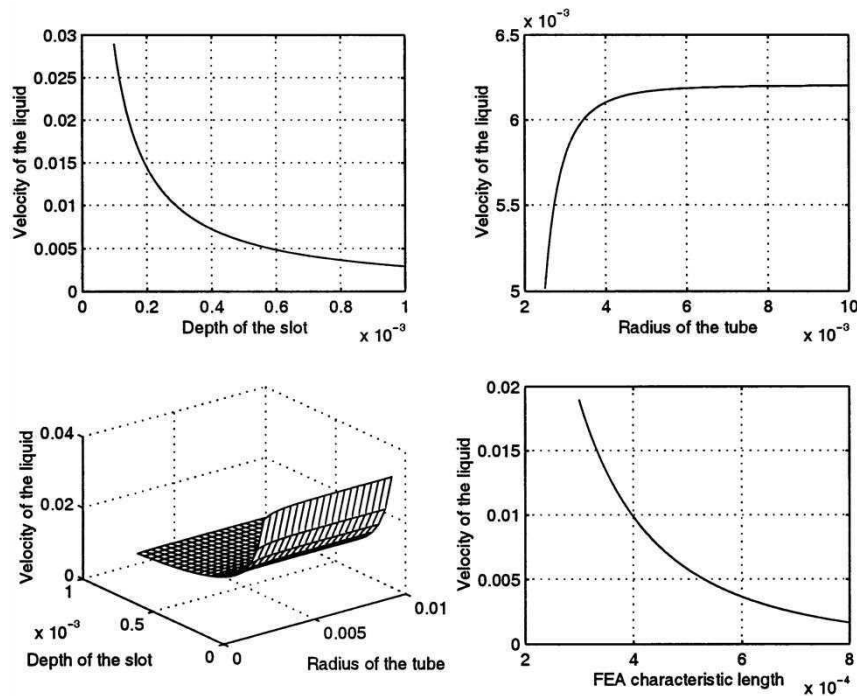 0.03
0.025
0.02
0.015
0.01
0.005
0
Velocity of the liquid
0 0.2 0.4 0.6 0.8 1
Depth of the slot
x 10⁻³
x 10⁻³
6.5
6
5.5
5
Velocity of the liquid
2 4 6 8 10
Radius of the tube
x 10⁻³
0.04
0.02
0
Velocity of the liquid
1
0.5
0
x 10⁻³
Depth of the slot
0
0.005
0.01
Radius of the tube
0.02
0.015
0.01
0.005
0
Velocity of the liquid
2 4 6 8
FEA characteristic length
x 10⁻⁴